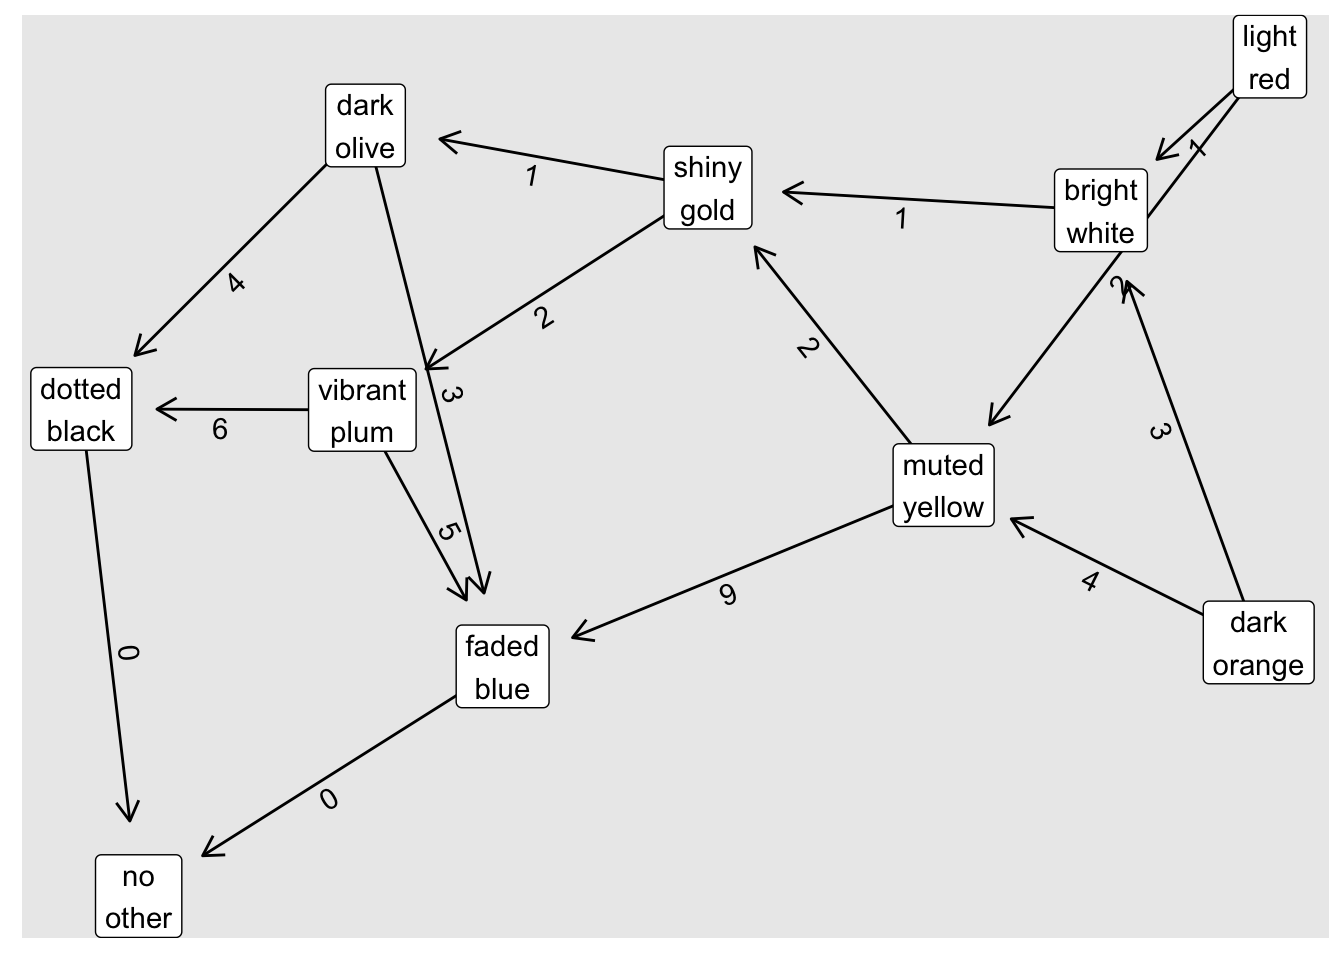 light
red
dark
olive
shiny
gold
bright
white
1
1
1
4
2
2
2
dotted
black
vibrant
plum
3
6
3
muted
yellow
5
9
4
dark
orange
faded
blue
0
0
no
other